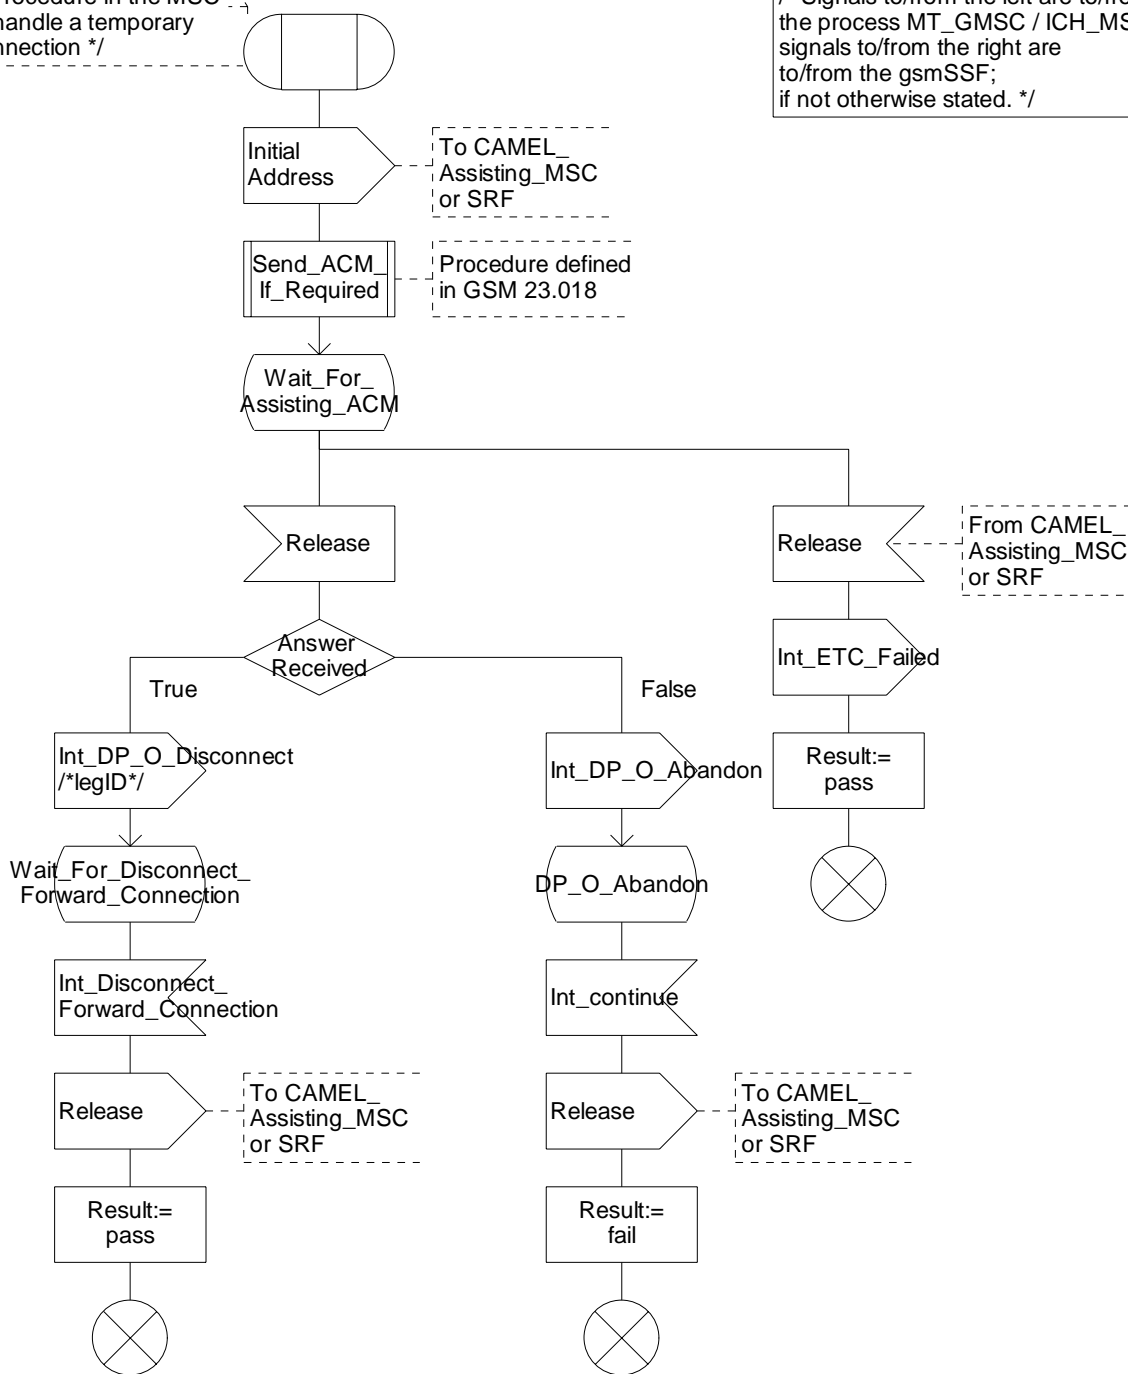 Procedure in the MSC
handle a temporary
nnection */
/* Signals to/from the left are to/fro
the process MT_GMSC / ICH_MS
signals to/from the right are
to/from the gsmSSF;
if not otherwise stated. */
Initial
Address
To CAMEL_
Assisting_MSC
or SRF
Send_ACM_
If_Required
Procedure defined
in GSM 23.018
Wait_For_
Assisting_ACM
Release
Release
From CAMEL_
Assisting_MSC
or SRF
Answer
Received
Int_ETC_Failed
True
False
Int_DP_O_Disconnect
/*legID*/
Int_DP_O_Abandon
Result:=
pass
Wait_For_Disconnect_
Forward_Connection
DP_O_Abandon
Int_Disconnect_
Forward_Connection
Int_continue
Release
To CAMEL_
Assisting_MSC
or SRF
Release
To CAMEL_
Assisting_MSC
or SRF
Result:=
pass
Result:=
fail